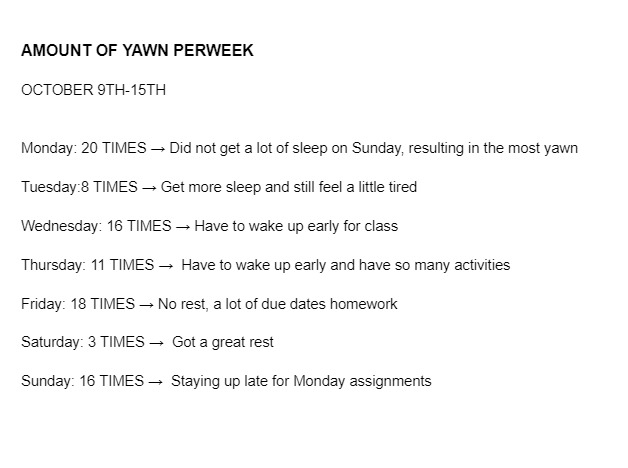 AMOUNT OF YAWN PERWEEK
OCTOBER 9TH-15TH
Monday: 20 TIMES → Did not get a lot of sleep on Sunday, resulting in the most yawn
Tuesday:8 TIMES → Get more sleep and still feel a little tired
Wednesday: 16 TIMES → Have to wake up early for class
Thursday: 11 TIMES → Have to wake up early and have so many activities
Friday: 18 TIMES → No rest, a lot of due dates homework
Saturday: 3 TIMES → Got a great rest
Sunday: 16 TIMES → Staying up late for Monday assignments